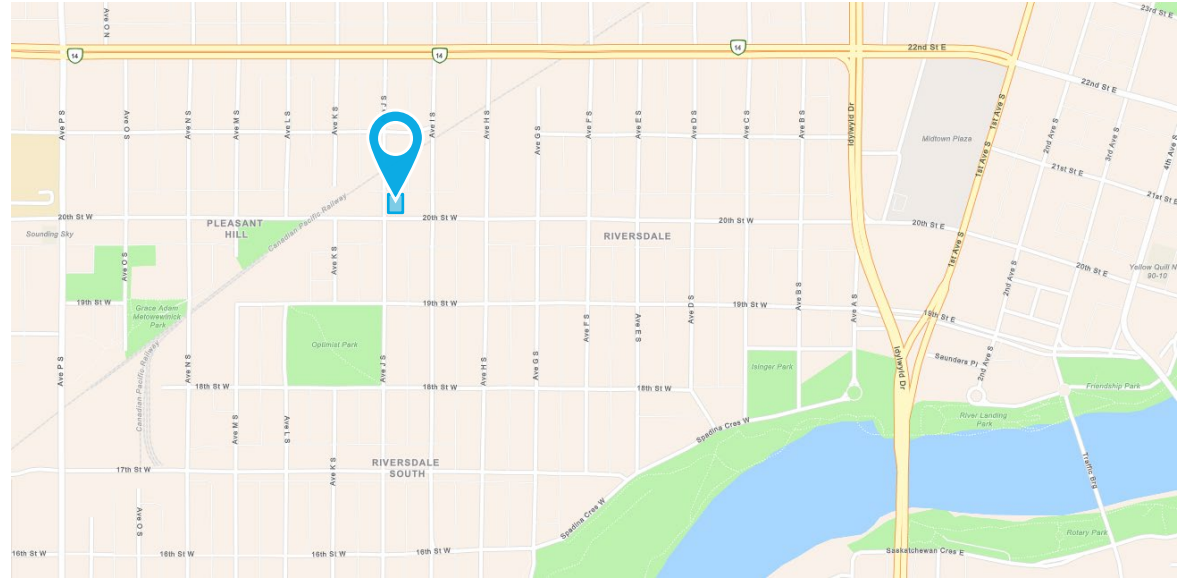 23rd St E
Ave O N
14
14
14
22nd St E
22nd St E
Ave P S
Ave O S
Ave N S
Ave M S
Ave L S
Ave K S
J S
Ave I S
Ave H S
Ave G S
Ave F S
Ave E S
Ave D S
Ave C S
Ave B S
Idylwyld Dr
Midtown Plaza
1st Ave S
1st Ave S
2nd Ave S
3rd Ave S
4th Ave S
21st St E
21st St E
20th St W
20th St W
20th St W
20th St E
PLEASANT
HILL
Canadian Pacific Railway
RIVERSDALE
Sounding Sky
Ave O S
Ave K S
1st Ave S
20th St E
Yellow Quill N
90-10
2nd Ave S
19th St W
Grace Adam
Metowewinick
Park
19th St W
19th St W
19th St E
Ave F S
Ave E S
Ave D S
Ave B S
Ave A S
Optimist Park
Canadian Pacific Railway
Ave P S
Ave N S
Ave J S
Ave H S
Ave G S
Isinger Park
Idylwyld Dr
Saunders Pl
2nd Ave S
Friendship Park
18th St W
18th St W
18th St W
River Landing
Park
Ave M S
Ave L S
Spadina Cres W
RIVERSDALE
SOUTH
17th St W
Ave K S
Traffic Brg
Ave O S
Spadina Cres W
Rotary Park
16th St W
16th St W
16th St W
16th St W
Saskatchewan Cres E